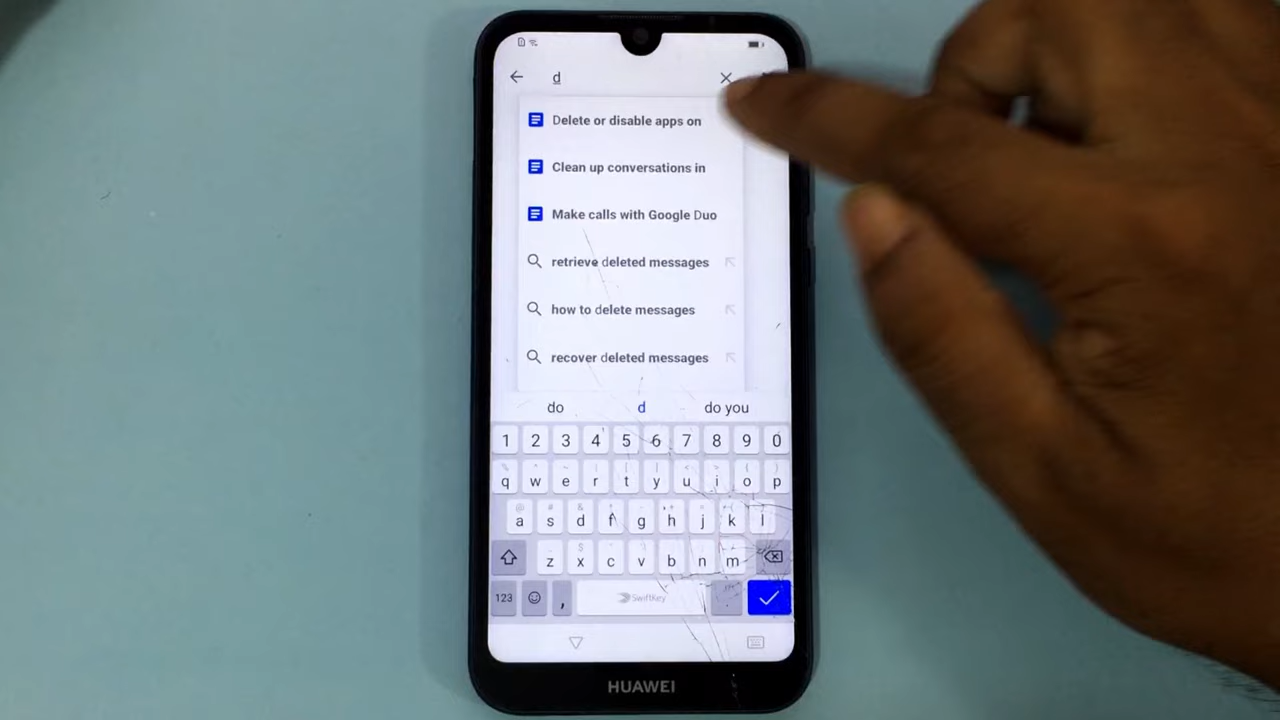 d
Delete or disable apps on
Clean up conversations in
Make calls with Google Duo
retrieve deleted messages
how to delete messages
recover deleted messages
do d do you
1 2 3 4 5 6 7 8 9 0
q w e r t y u i o p
a s d f g h j k l
z x c v b n m
123 , SwiftKey .
HUAWEI